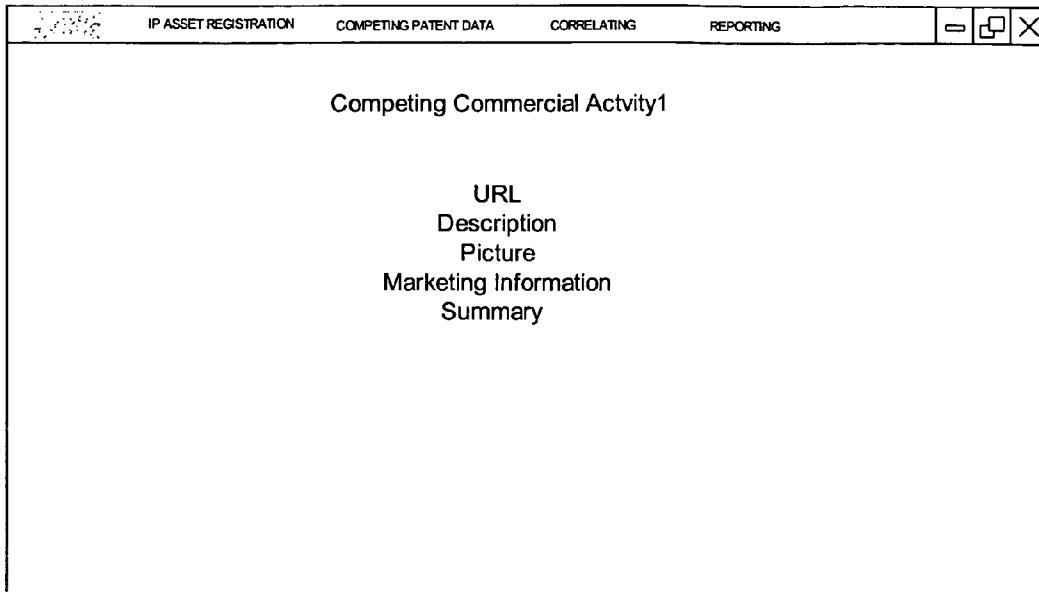 IP ASSET REGISTRATION COMPETING PATENT DATA CORRELATING REPORTING
Competing Commercial Actvity1
URL
Description
Picture
Marketing Information
Summary